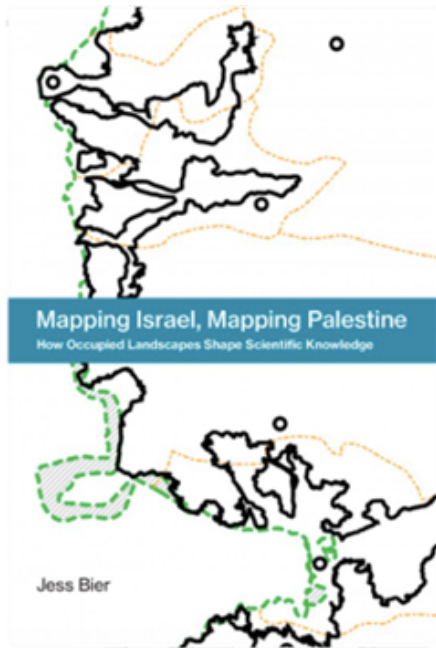 Mapping Israel, Mapping Palestine
How Occupied Landscapes Shape Scientific Knowledge
Jess Bier